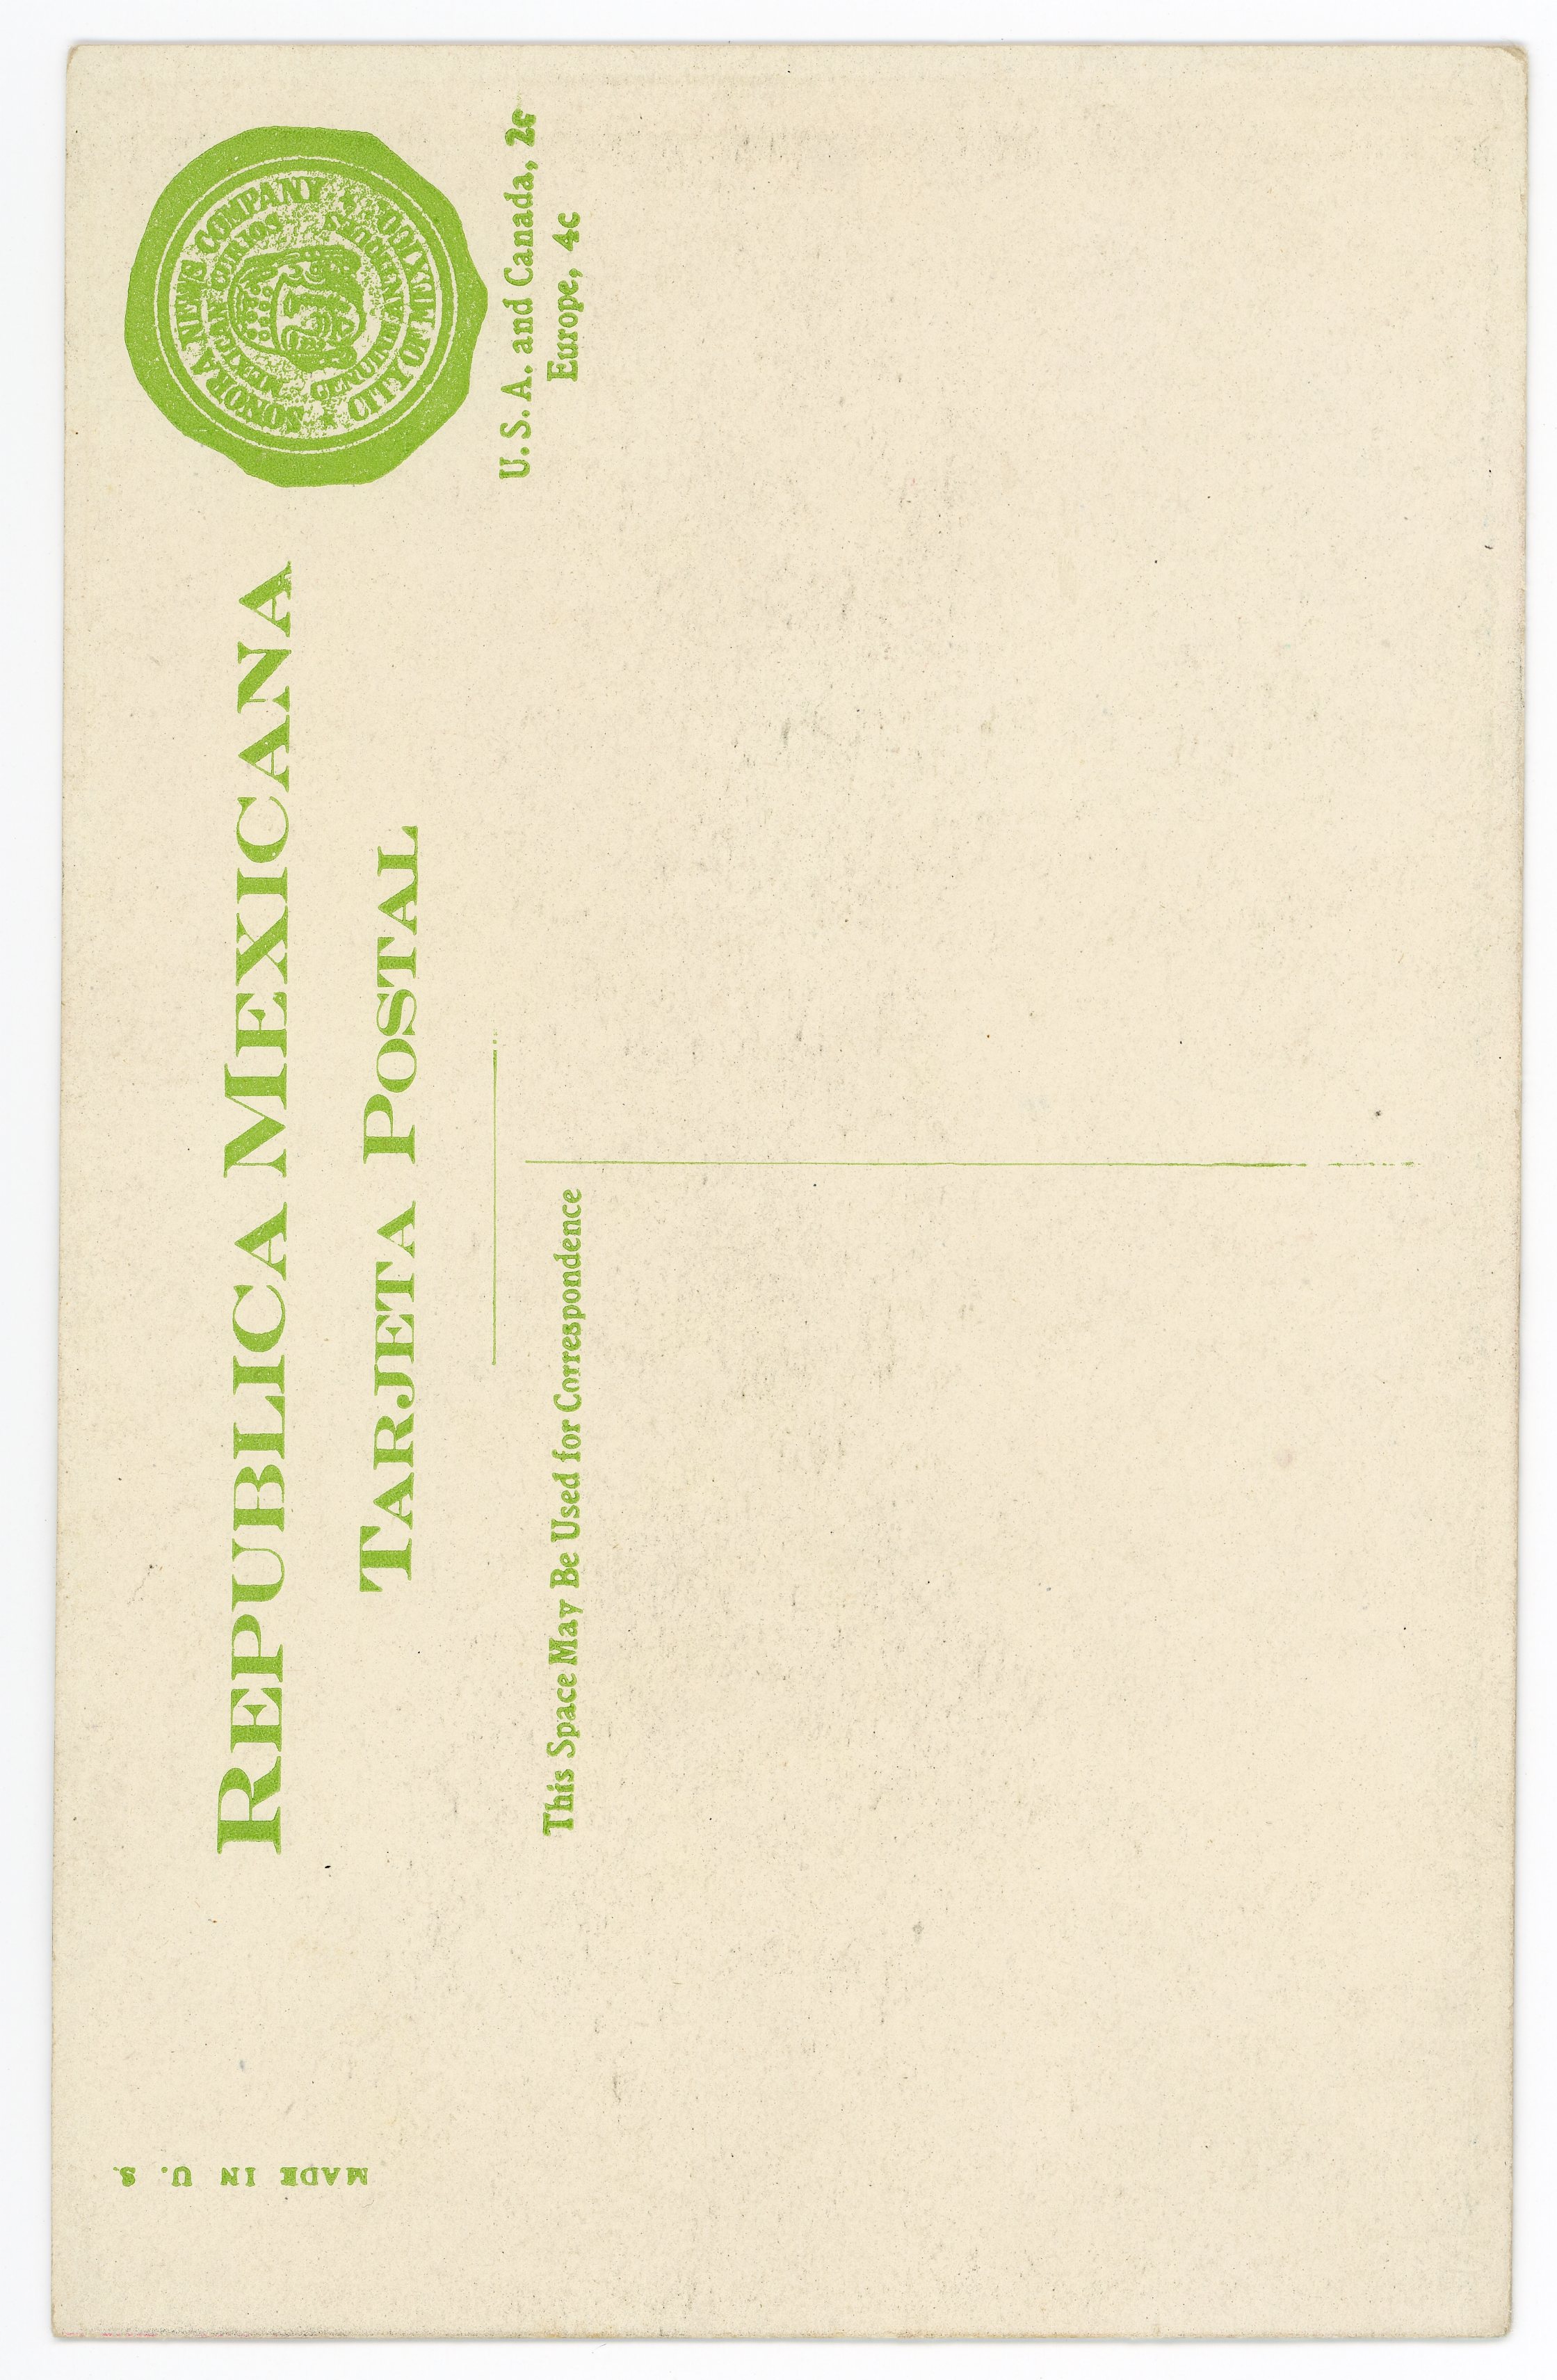 REPUBLICA MEXICANA
TARJETA POSTAL
SONORA NEWS COMPANY
CITY OF MEXICO
MEXICAN CURIOS
GENUINE ANTIQUES
U. S. A. and Canada, 2c
Europe, 4c
This Space May Be Used for Correspondence
MADE IN U. S.